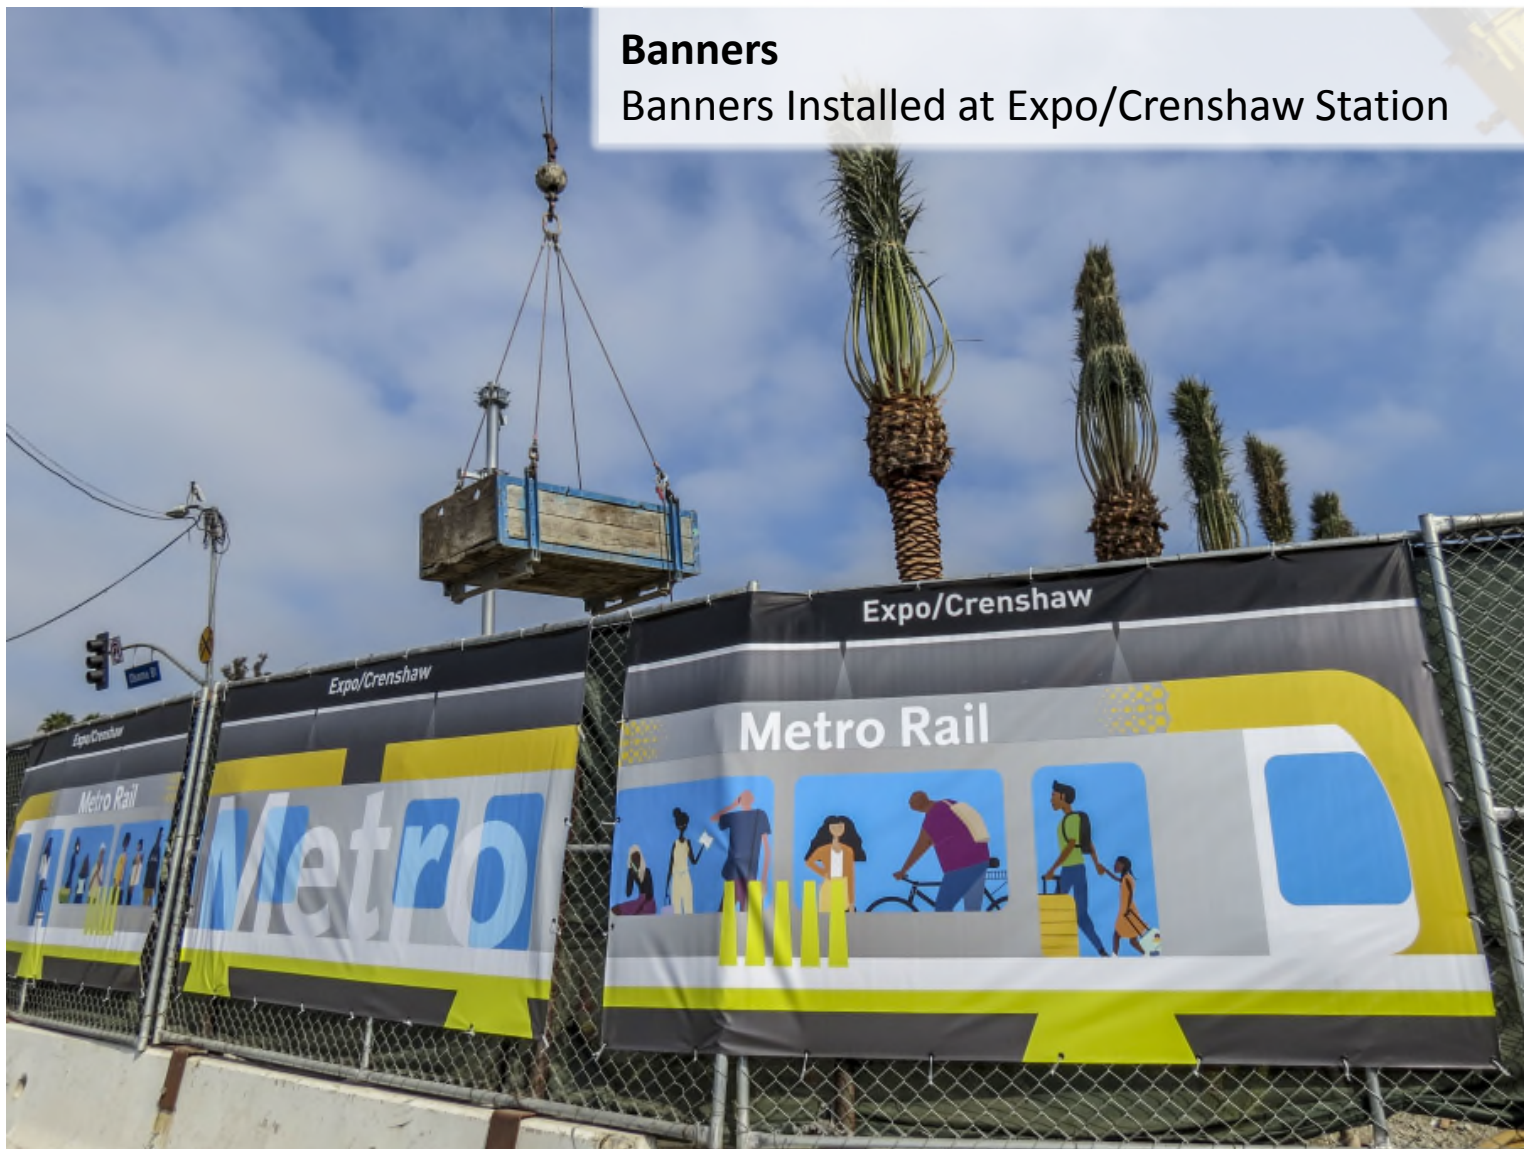 Banners
Banners Installed at Expo/Crenshaw Station
Expo/Crenshaw
Metro Rail
Expo/Crenshaw
Metro
Expo/Crenshaw
Metro Rail